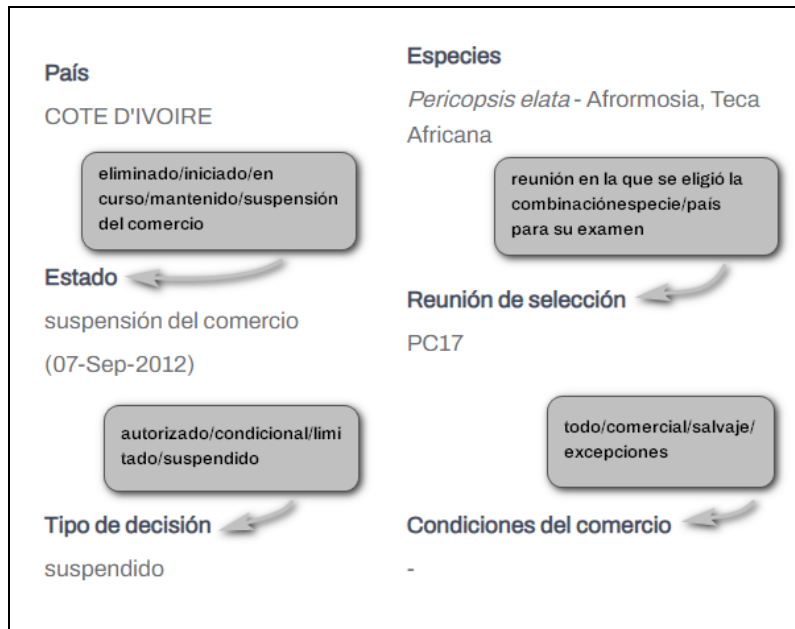 País
COTE D'IVOIRE
Especies
Pericopsis elata - Afrormosia, Teca
Africana
eliminado/iniciado/en
curso/mantenido/suspensión
del comercio
reunión en la que se eligió la
combinaciónespecie/país
para su examen
Estado
suspensión del comercio
(07-Sep-2012)
Reunión de selección
PC17
autorizado/condicional/limi
tado/suspendido
todo/comercial/salvaje/
excepciones
Tipo de decisión
suspendido
Condiciones del comercio
-